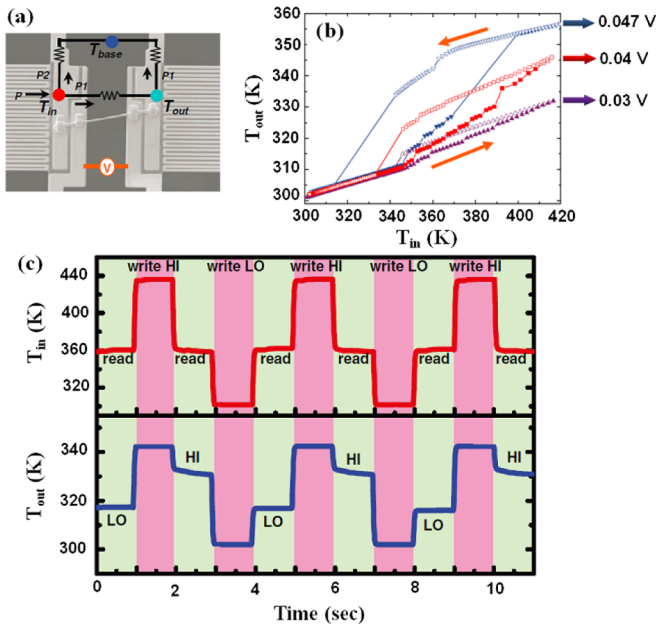 (a)
T_base
P2
P1
P1
P
T_in
T_out
V
(b)
T_out (K)
360
350
340
330
320
310
300
300
320
340
360
380
400
420
T_in (K)
0.047 V
0.04 V
0.03 V
(c)
write HI
write LO
write HI
write LO
write HI
T_in (K)
440
400
360
320
read
read
read
read
read
read
T_out (K)
340
320
300
LO
HI
LO
HI
LO
HI
0
2
4
6
8
10
Time (sec)